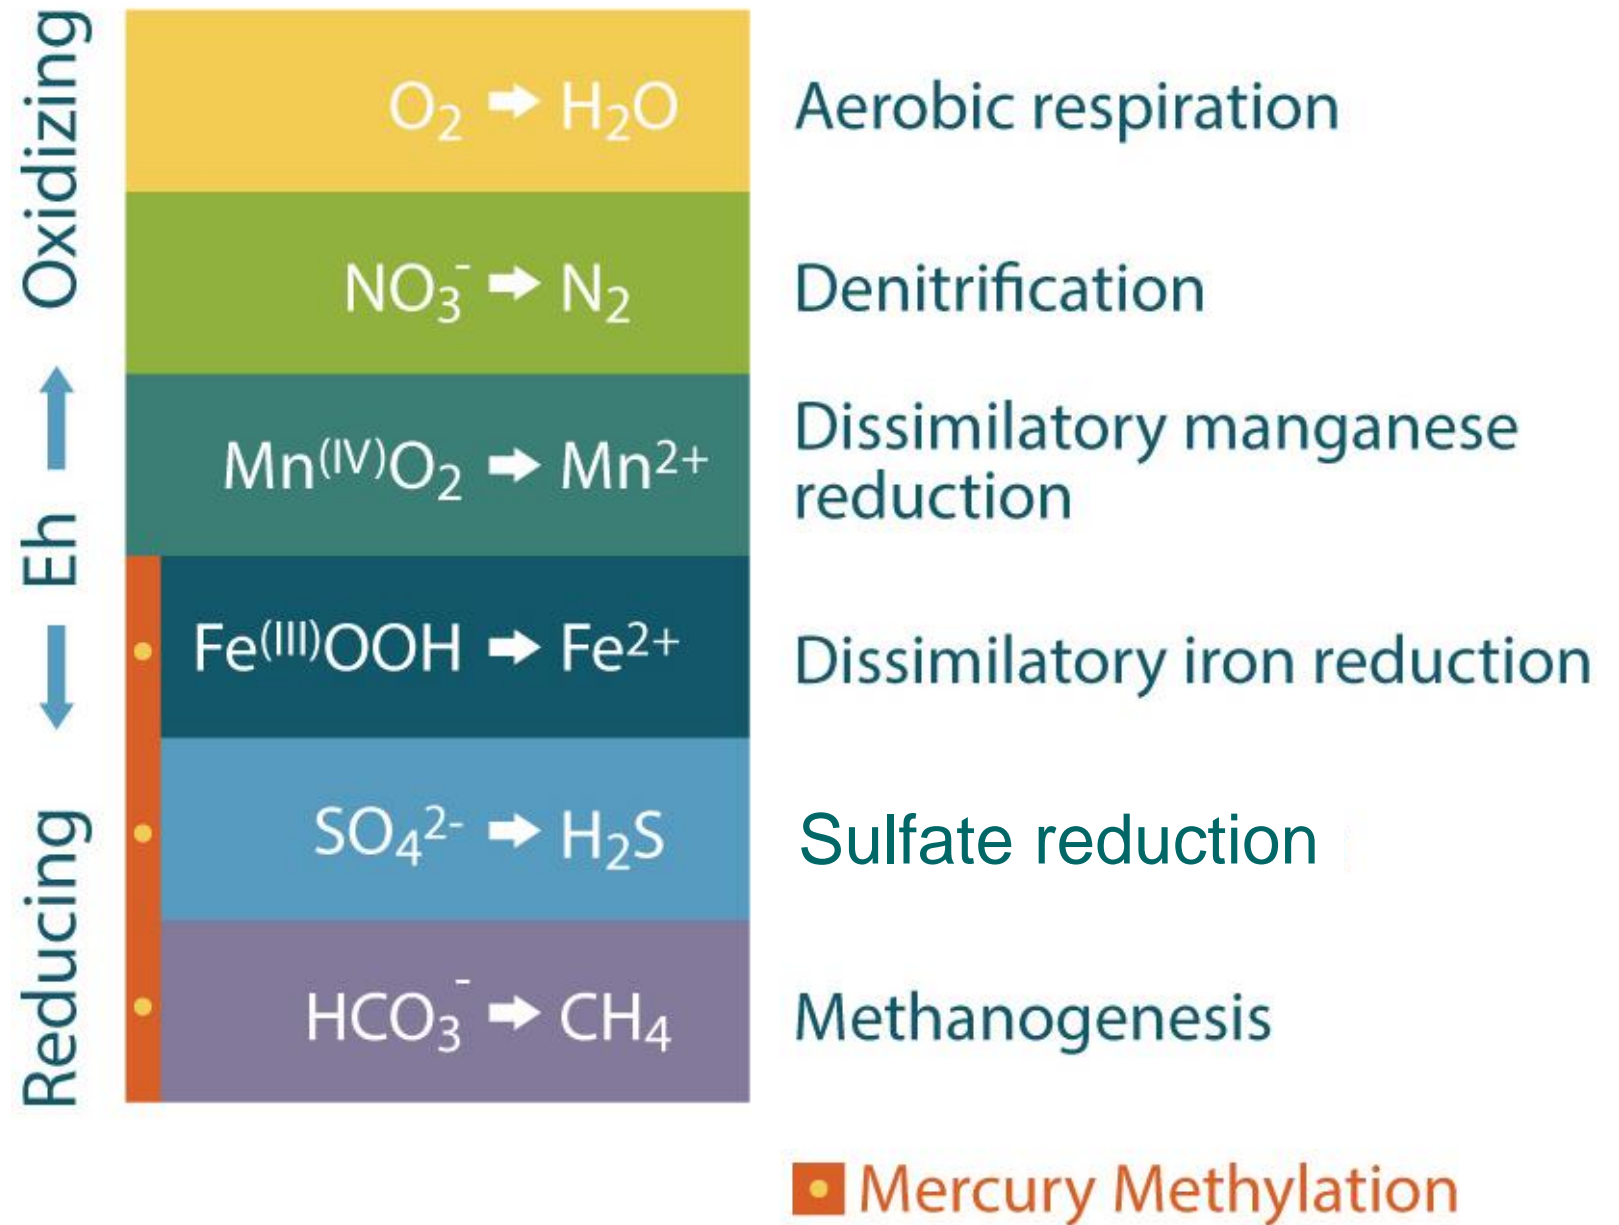 Oxidizing
Eh
Reducing
O₂ ➡ H₂O
Aerobic respiration
NO₃⁻ ➡ N₂
Denitrification
Mn⁽ᴵⱽ⁾O₂ ➡ Mn²⁺
Dissimilatory manganese
reduction
Fe⁽ᴵᴵᴵ⁾OOH ➡ Fe²⁺
Dissimilatory iron reduction
SO₄²⁻ ➡ H₂S
Sulfate reduction
HCO₃⁻ ➡ CH₄
Methanogenesis
Mercury Methylation